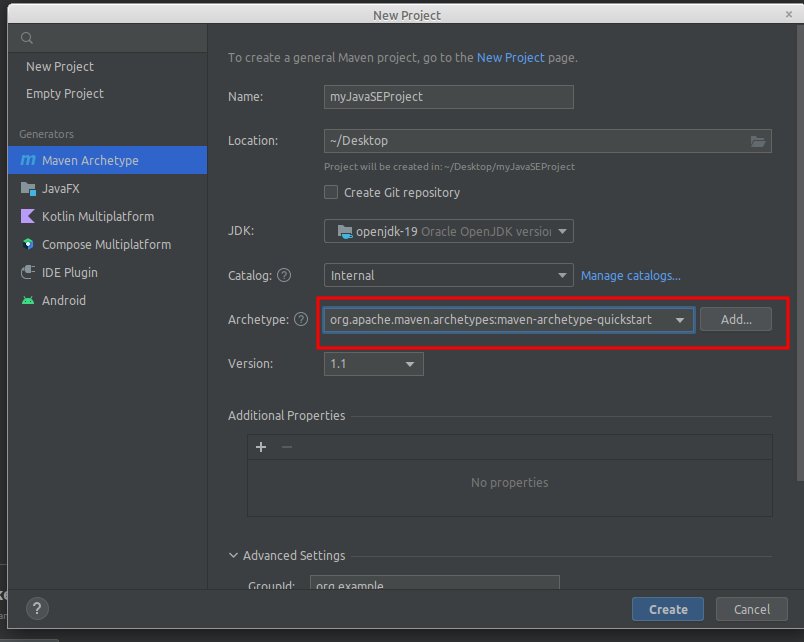 New Project
New Project
Empty Project
Generators
Maven Archetype
JavaFX
Kotlin Multiplatform
Compose Multiplatform
IDE Plugin
Android
To create a general Maven project, go to the New Project page.
Name: myJavaSEProject
Location: ~/Desktop
Project will be created in:~/Desktop/myJavaSEProject
Create Git repository
JDK: openjdk-19 Oracle OpenJDK version
Catalog: ? Internal Manage catalogs...
Archetype: ? org.apache.maven.archetypes:maven-archetype-quickstart Add...
Version: 1.1
Additional Properties
No properties
Advanced Settings
GroupId: org.example
? Create Cancel